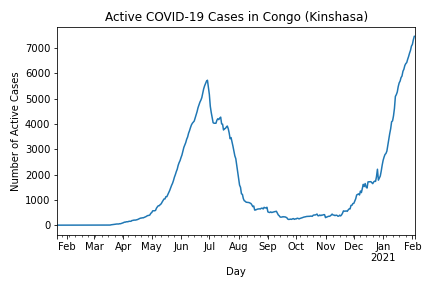 Active COVID-19 Cases in Congo (Kinshasa)
Number of Active Cases
7000
6000
5000
4000
3000
2000
1000
0
Feb Mar Apr May Jun Jul Aug Sep Oct Nov Dec Jan Feb
2021
Day